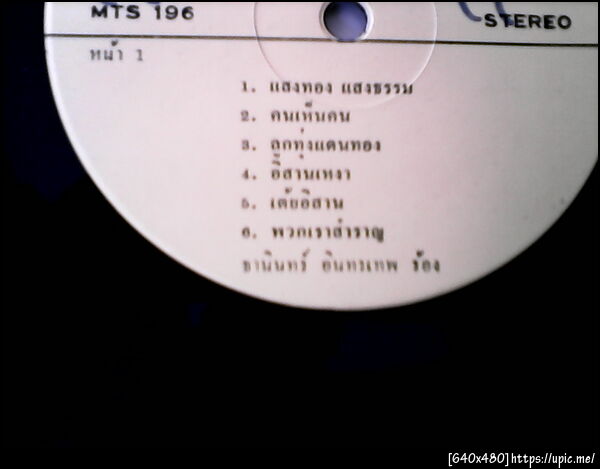 MTS 196
STEREO
หน้า 1
1. แสงทอง แสงธรรม
2. คนเห็นคน
3. ลูกทุ่งแดนทอง
4. อีสานเหงา
5. เต้ยอีสาน
6. พวกเราสำราญ
ธานินทร์ อินทรเทพ ร้อง
[640x480]https://upic.me/